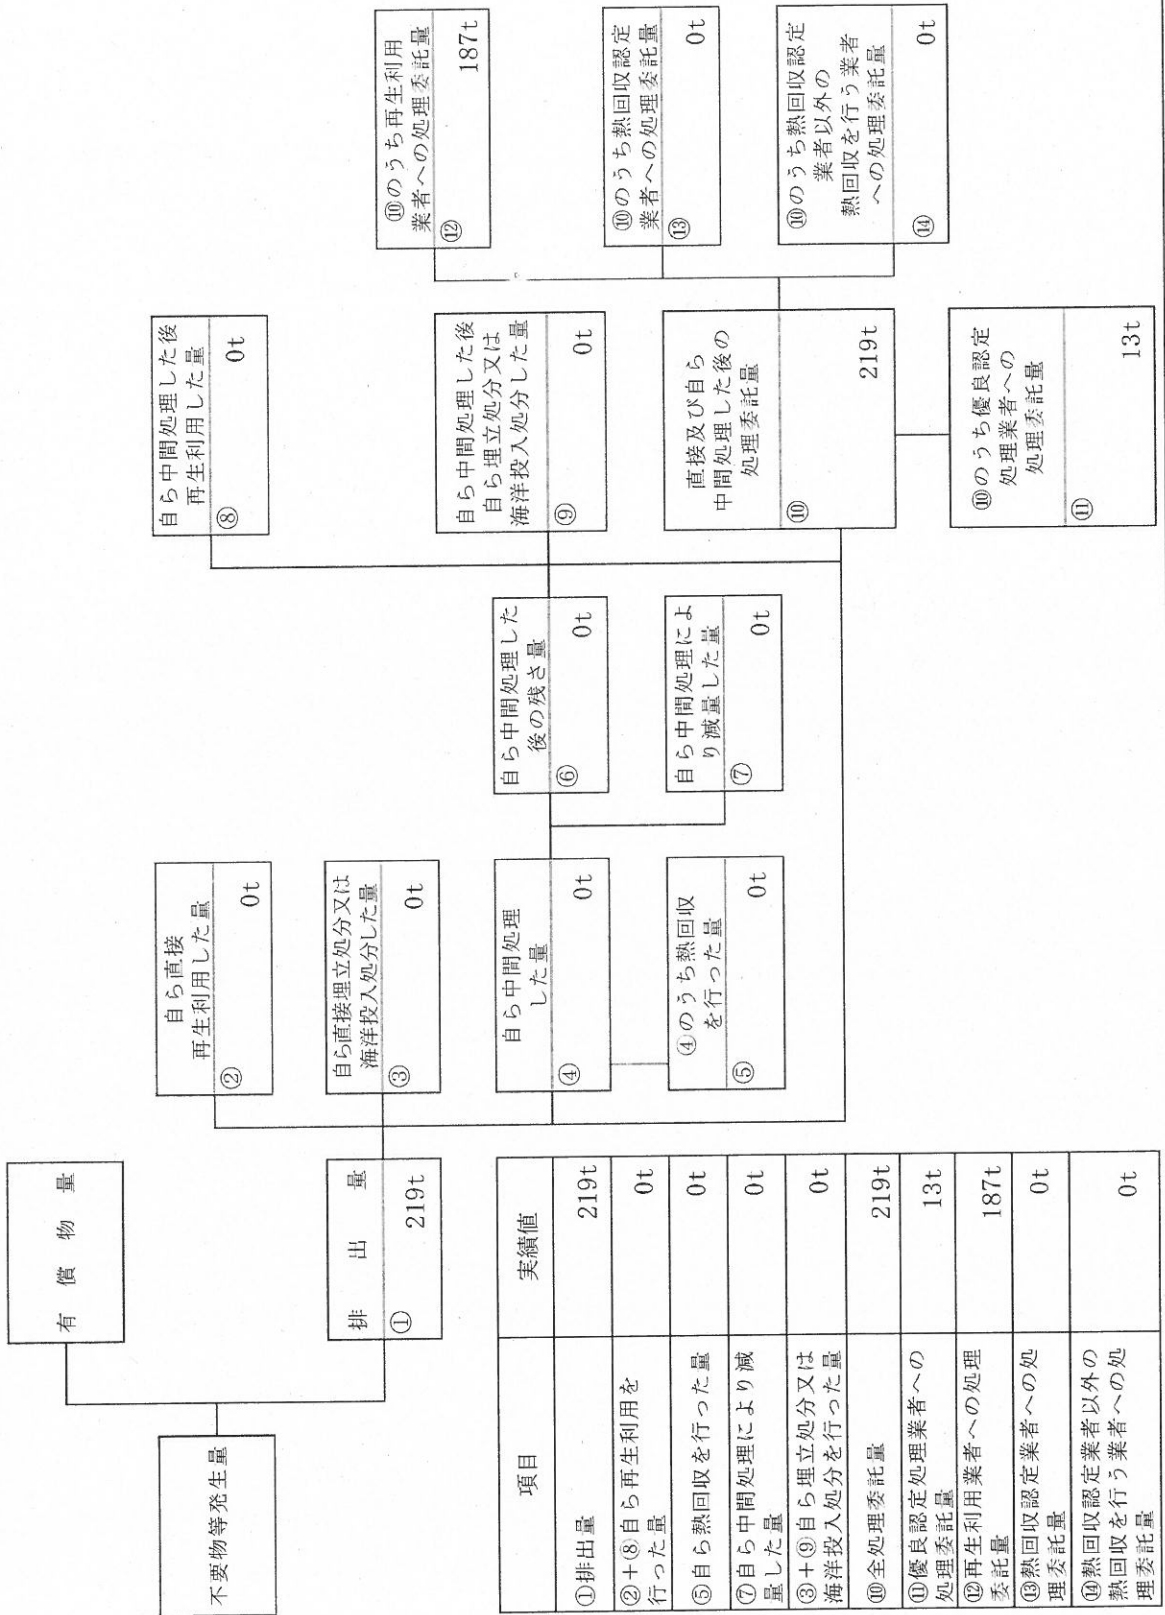 不要物等発生量
有償物量
排出量
①
219t
自ら直接
再生利用した量
②
0t
自ら直接埋立処分又は
海洋投入処分した量
③
0t
自ら中間処理
した量
④
0t
④のうち熱回収
を行った量
⑤
0t
自ら中間処理した
後の残さ量
⑥
0t
自ら中間処理によ
り減量した量
⑦
0t
自ら中間処理した後
再生利用した量
⑧
0t
自ら中間処理した後
自ら埋立処分又は
海洋投入処分した量
⑨
0t
直接及び自ら
中間処理した後の
処理委託量
⑩
219t
⑩のうち優良認定
処理業者への
処理委託量
⑪
13t
⑩のうち再生利用
業者への処理委託量
⑫
187t
⑩のうち熱回収認定
業者への処理委託量
⑬
0t
⑩のうち熱回収認定
業者以外の
熱回収を行う業者
への処理委託量
⑭
0t
項目
実績値
①排出量
219t
②+⑧自ら再生利用を
行った量
0t
⑤自ら熱回収を行った量
0t
⑦自ら中間処理により減
量した量
0t
③+⑨自ら埋立処分又は
海洋投入処分を行った量
0t
⑩全処理委託量
219t
⑪優良認定処理業者への
処理委託量
13t
⑫再生利用業者への処理
委託量
187t
⑬熱回収認定業者への処
理委託量
0t
⑭熱回収認定業者以外の
熱回収を行う業者への処
理委託量
0t